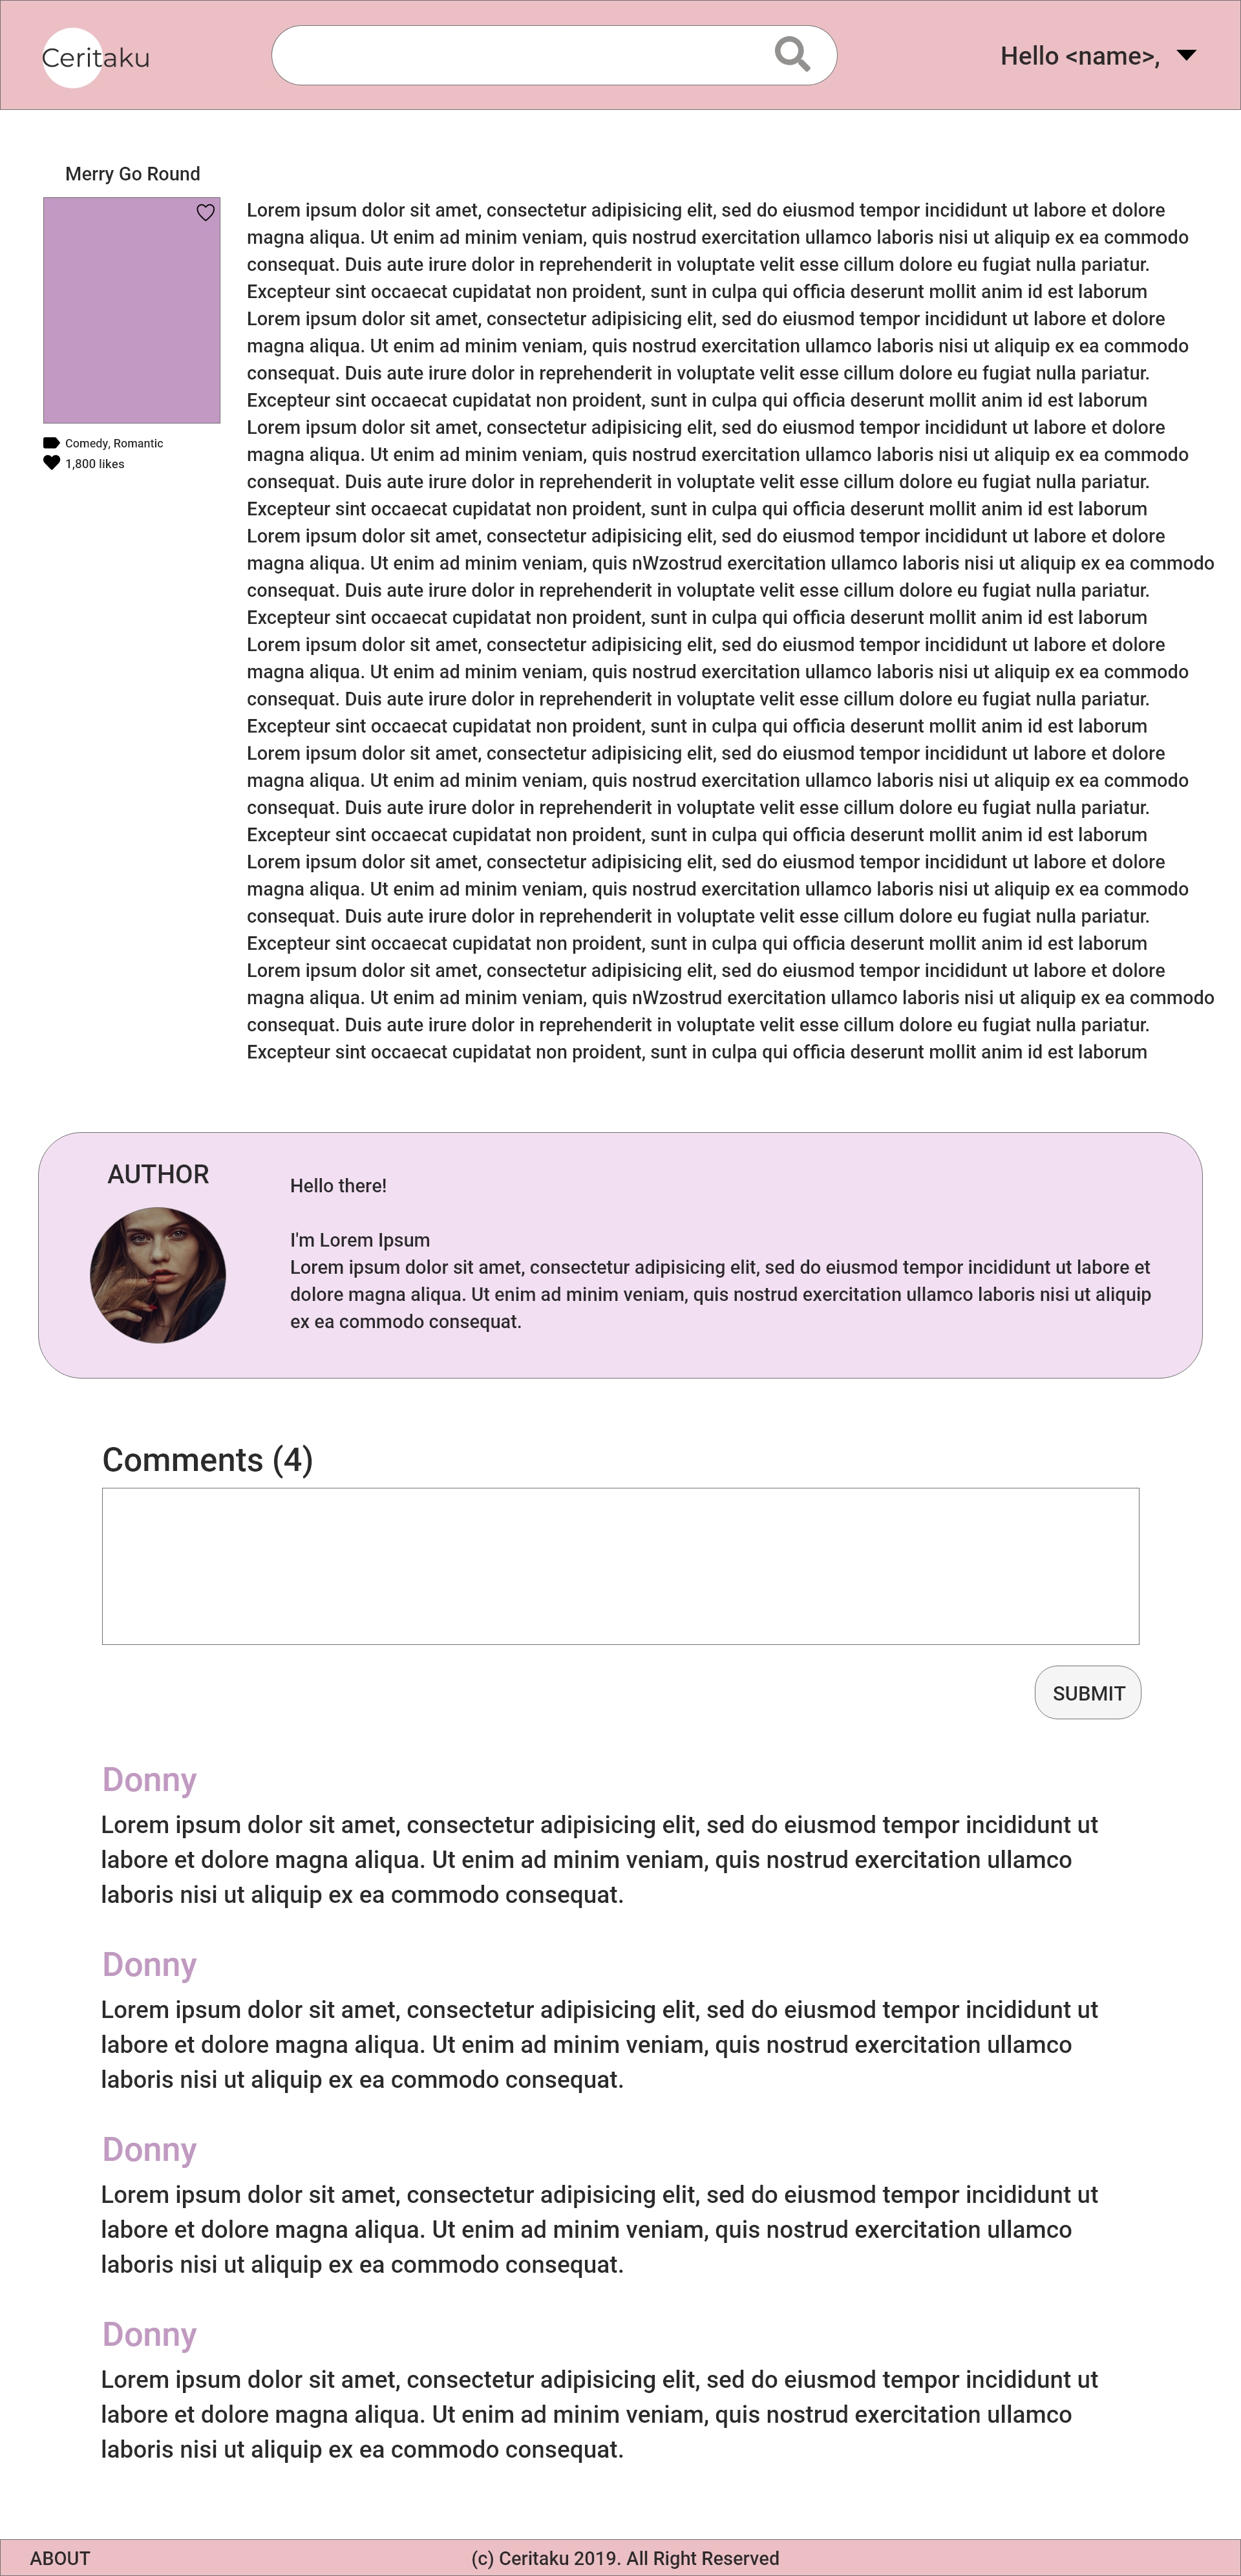 Ceritaku
Hello <name>,
Merry Go Round
Comedy, Romantic
1,800 likes
Lorem ipsum dolor sit amet, consectetur adipisicing elit, sed do eiusmod tempor incididunt ut labore et dolore
magna aliqua. Ut enim ad minim veniam, quis nostrud exercitation ullamco laboris nisi ut aliquip ex ea commodo
consequat. Duis aute irure dolor in reprehenderit in voluptate velit esse cillum dolore eu fugiat nulla pariatur.
Excepteur sint occaecat cupidatat non proident, sunt in culpa qui officia deserunt mollit anim id est laborum
Lorem ipsum dolor sit amet, consectetur adipisicing elit, sed do eiusmod tempor incididunt ut labore et dolore
magna aliqua. Ut enim ad minim veniam, quis nostrud exercitation ullamco laboris nisi ut aliquip ex ea commodo
consequat. Duis aute irure dolor in reprehenderit in voluptate velit esse cillum dolore eu fugiat nulla pariatur.
Excepteur sint occaecat cupidatat non proident, sunt in culpa qui officia deserunt mollit anim id est laborum
Lorem ipsum dolor sit amet, consectetur adipisicing elit, sed do eiusmod tempor incididunt ut labore et dolore
magna aliqua. Ut enim ad minim veniam, quis nostrud exercitation ullamco laboris nisi ut aliquip ex ea commodo
consequat. Duis aute irure dolor in reprehenderit in voluptate velit esse cillum dolore eu fugiat nulla pariatur.
Excepteur sint occaecat cupidatat non proident, sunt in culpa qui officia deserunt mollit anim id est laborum
Lorem ipsum dolor sit amet, consectetur adipisicing elit, sed do eiusmod tempor incididunt ut labore et dolore
magna aliqua. Ut enim ad minim veniam, quis nWzostrud exercitation ullamco laboris nisi ut aliquip ex ea commodo
consequat. Duis aute irure dolor in reprehenderit in voluptate velit esse cillum dolore eu fugiat nulla pariatur.
Excepteur sint occaecat cupidatat non proident, sunt in culpa qui officia deserunt mollit anim id est laborum
Lorem ipsum dolor sit amet, consectetur adipisicing elit, sed do eiusmod tempor incididunt ut labore et dolore
magna aliqua. Ut enim ad minim veniam, quis nostrud exercitation ullamco laboris nisi ut aliquip ex ea commodo
consequat. Duis aute irure dolor in reprehenderit in voluptate velit esse cillum dolore eu fugiat nulla pariatur.
Excepteur sint occaecat cupidatat non proident, sunt in culpa qui officia deserunt mollit anim id est laborum
Lorem ipsum dolor sit amet, consectetur adipisicing elit, sed do eiusmod tempor incididunt ut labore et dolore
magna aliqua. Ut enim ad minim veniam, quis nostrud exercitation ullamco laboris nisi ut aliquip ex ea commodo
consequat. Duis aute irure dolor in reprehenderit in voluptate velit esse cillum dolore eu fugiat nulla pariatur.
Excepteur sint occaecat cupidatat non proident, sunt in culpa qui officia deserunt mollit anim id est laborum
Lorem ipsum dolor sit amet, consectetur adipisicing elit, sed do eiusmod tempor incididunt ut labore et dolore
magna aliqua. Ut enim ad minim veniam, quis nostrud exercitation ullamco laboris nisi ut aliquip ex ea commodo
consequat. Duis aute irure dolor in reprehenderit in voluptate velit esse cillum dolore eu fugiat nulla pariatur.
Excepteur sint occaecat cupidatat non proident, sunt in culpa qui officia deserunt mollit anim id est laborum
Lorem ipsum dolor sit amet, consectetur adipisicing elit, sed do eiusmod tempor incididunt ut labore et dolore
magna aliqua. Ut enim ad minim veniam, quis nWzostrud exercitation ullamco laboris nisi ut aliquip ex ea commodo
consequat. Duis aute irure dolor in reprehenderit in voluptate velit esse cillum dolore eu fugiat nulla pariatur.
Excepteur sint occaecat cupidatat non proident, sunt in culpa qui officia deserunt mollit anim id est laborum
AUTHOR
Hello there!
I'm Lorem Ipsum
Lorem ipsum dolor sit amet, consectetur adipisicing elit, sed do eiusmod tempor incididunt ut labore et
dolore magna aliqua. Ut enim ad minim veniam, quis nostrud exercitation ullamco laboris nisi ut aliquip
ex ea commodo consequat.
Comments (4)
SUBMIT
Donny
Lorem ipsum dolor sit amet, consectetur adipisicing elit, sed do eiusmod tempor incididunt ut
labore et dolore magna aliqua. Ut enim ad minim veniam, quis nostrud exercitation ullamco
laboris nisi ut aliquip ex ea commodo consequat.
Donny
Lorem ipsum dolor sit amet, consectetur adipisicing elit, sed do eiusmod tempor incididunt ut
labore et dolore magna aliqua. Ut enim ad minim veniam, quis nostrud exercitation ullamco
laboris nisi ut aliquip ex ea commodo consequat.
Donny
Lorem ipsum dolor sit amet, consectetur adipisicing elit, sed do eiusmod tempor incididunt ut
labore et dolore magna aliqua. Ut enim ad minim veniam, quis nostrud exercitation ullamco
laboris nisi ut aliquip ex ea commodo consequat.
Donny
Lorem ipsum dolor sit amet, consectetur adipisicing elit, sed do eiusmod tempor incididunt ut
labore et dolore magna aliqua. Ut enim ad minim veniam, quis nostrud exercitation ullamco
laboris nisi ut aliquip ex ea commodo consequat.
ABOUT
(c) Ceritaku 2019. All Right Reserved